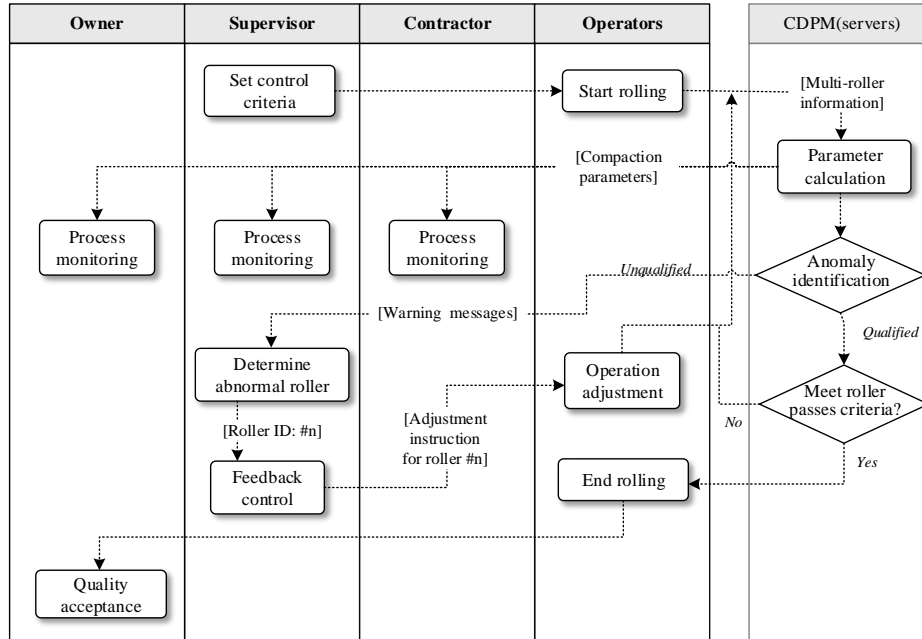 Owner
Supervisor
Contractor
Operators
CDPM(servers)
Set control
criteria
Start rolling
[Multi-roller
information]
[Compaction
parameters]
Parameter
calculation
Process
monitoring
Process
monitoring
Process
monitoring
Unqualified
Anomaly
identification
[Warning messages]
Qualified
Determine
abnormal roller
Operation
adjustment
Meet roller
passes criteria?
[Roller ID: #n]
[Adjustment
instruction
for roller #n]
No
Yes
Feedback
control
End rolling
Quality
acceptance